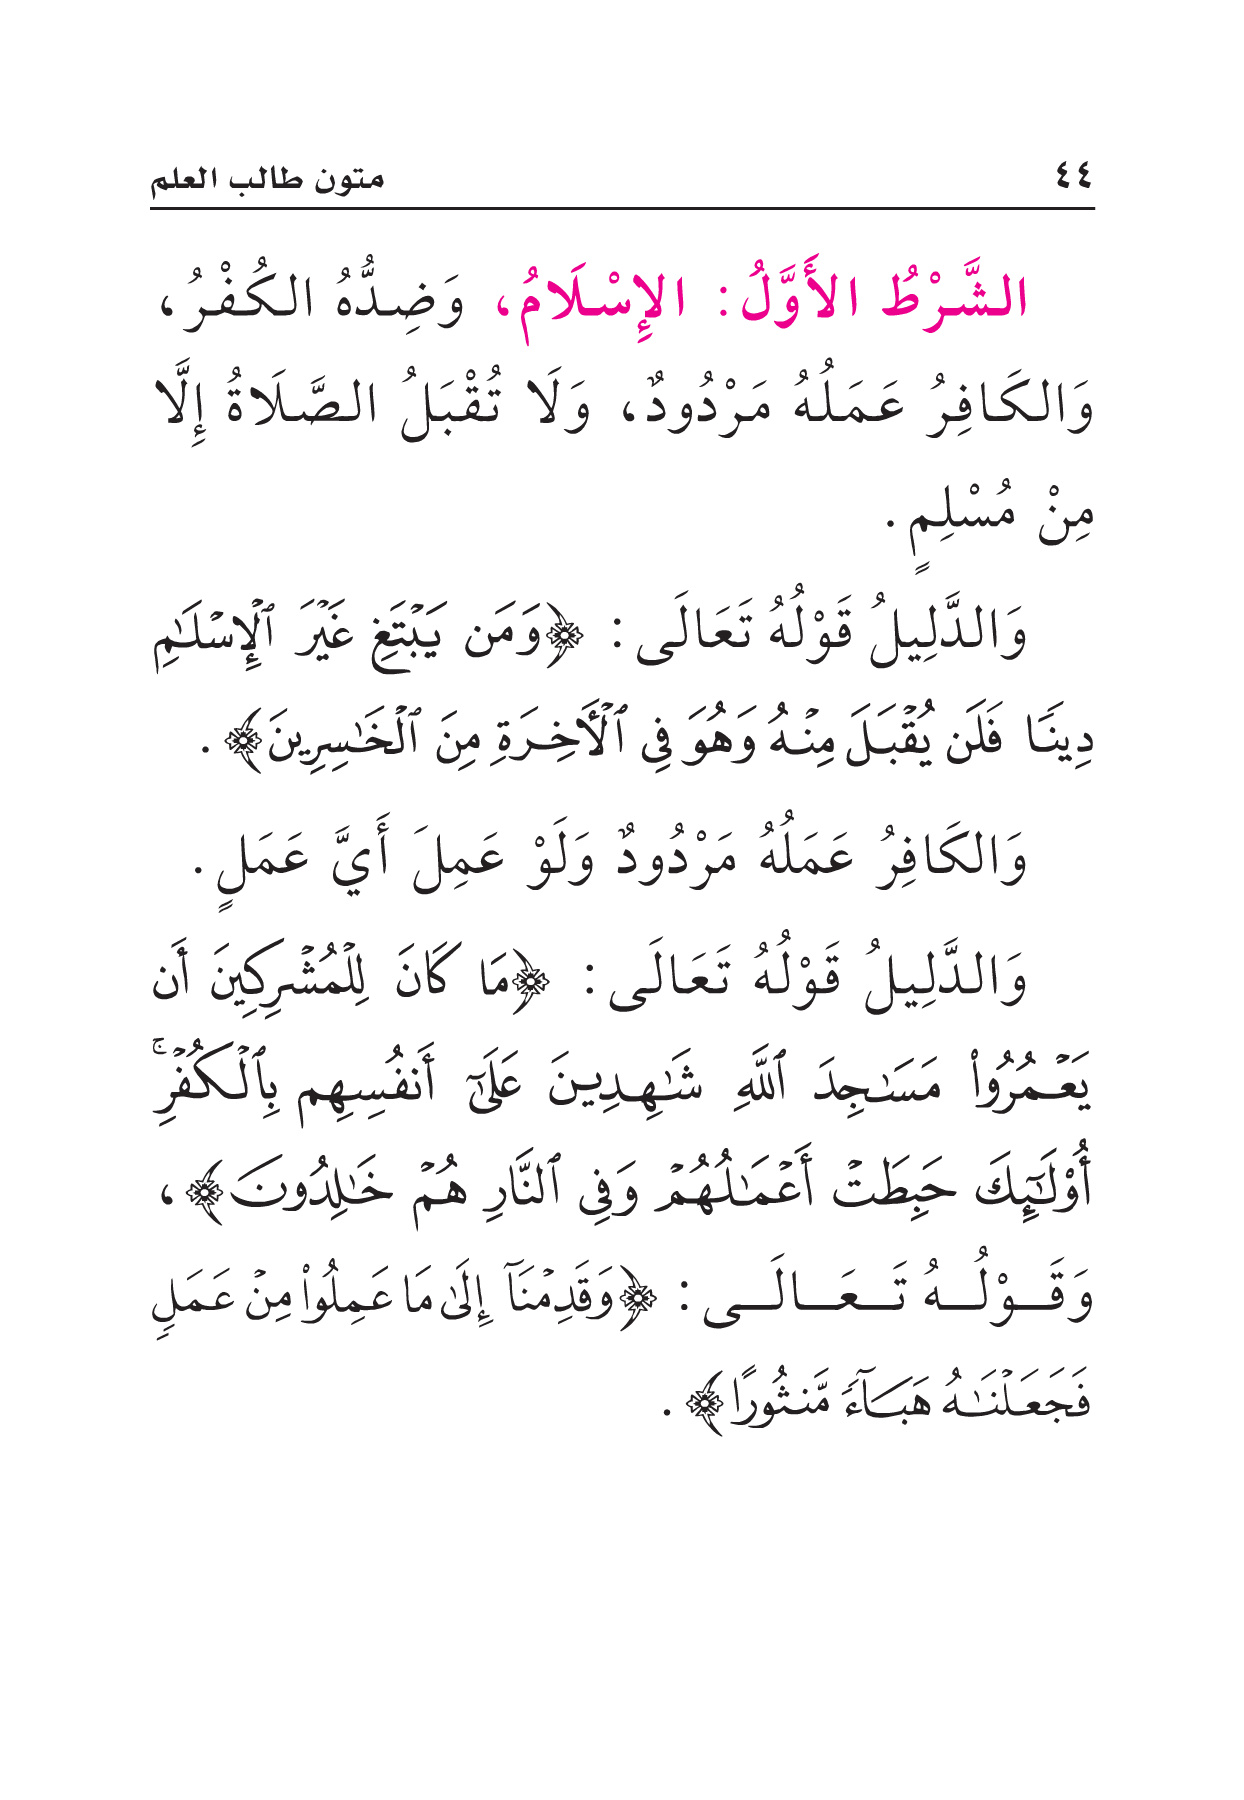 ٤٤ متون طالب العلم
الشَّرْطُ الأَوَّلُ: الإِسْلَامُ، وَضِدُّهُ الكُفْرُ،
وَالكَافِرُ عَمَلُهُ مَرْدُودٌ، وَلَا تُقْبَلُ الصَّلَاةُ إِلَّا
مِنْ مُسْلِمٍ.
وَالدَّلِيلُ قَوْلُهُ تَعَالَى: ﴿وَمَن يَبْتَغِ غَيْرَ ٱلْإِسْلَٰمِ
دِينًا فَلَن يُقْبَلَ مِنْهُ وَهُوَ فِي ٱلْأٓخِرَةِ مِنَ ٱلْخَٰسِرِينَ﴾.
وَالكَافِرُ عَمَلُهُ مَرْدُودٌ وَلَوْ عَمِلَ أَيَّ عَمَلٍ.
وَالدَّلِيلُ قَوْلُهُ تَعَالَى: ﴿مَا كَانَ لِلْمُشْرِكِينَ أَن
يَعْمُرُوا۟ مَسَٰجِدَ ٱللَّهِ شَٰهِدِينَ عَلَىٰٓ أَنفُسِهِم بِٱلْكُفْرِ ۚ
أُو۟لَٰٓئِكَ حَبِطَتْ أَعْمَٰلُهُمْ وَفِي ٱلنَّارِ هُمْ خَٰلِدُونَ﴾،
وَقَوْلُهُ تَعَالَى: ﴿وَقَدِمْنَآ إِلَىٰ مَا عَمِلُوا۟ مِنْ عَمَلٍ
فَجَعَلْنَٰهُ هَبَآءً مَّنثُورًا﴾.